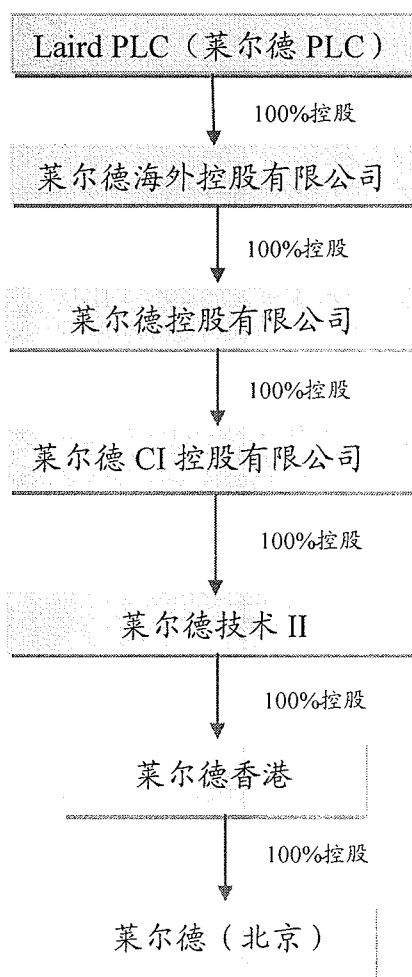 Laird PLC（莱尔德 PLC）
100%控股
莱尔德海外控股有限公司
100%控股
莱尔德控股有限公司
100%控股
莱尔德 CI 控股有限公司
100%控股
莱尔德技术 II
100%控股
莱尔德香港
100%控股
莱尔德（北京）